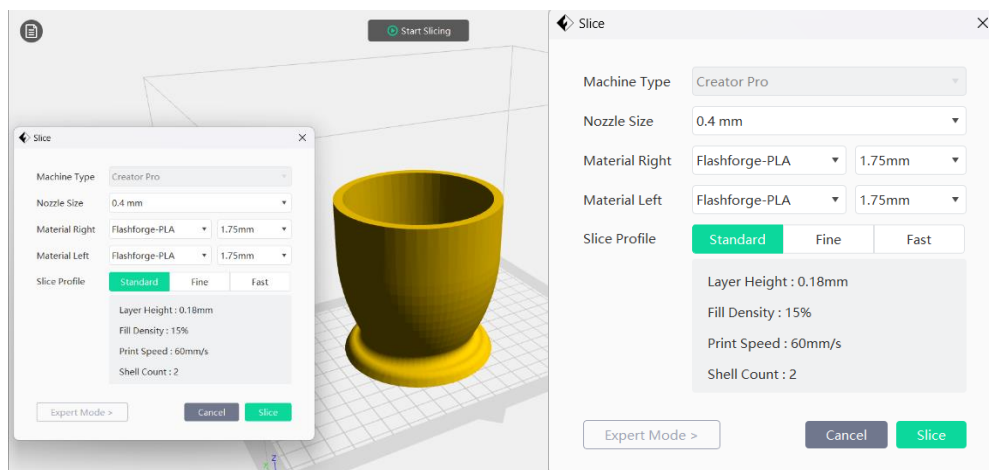 Start Slicing
Slice
Machine Type Creator Pro
Nozzle Size 0.4 mm
Material Right Flashforge-PLA 1.75mm
Material Left Flashforge-PLA 1.75mm
Slice Profile Standard Fine Fast
Layer Height : 0.18mm
Fill Density : 15%
Print Speed : 60mm/s
Shell Count : 2
Expert Mode > Cancel Slice
z
Slice
Machine Type Creator Pro
Nozzle Size 0.4 mm
Material Right Flashforge-PLA 1.75mm
Material Left Flashforge-PLA 1.75mm
Slice Profile Standard Fine Fast
Layer Height : 0.18mm
Fill Density : 15%
Print Speed : 60mm/s
Shell Count : 2
Expert Mode > Cancel Slice